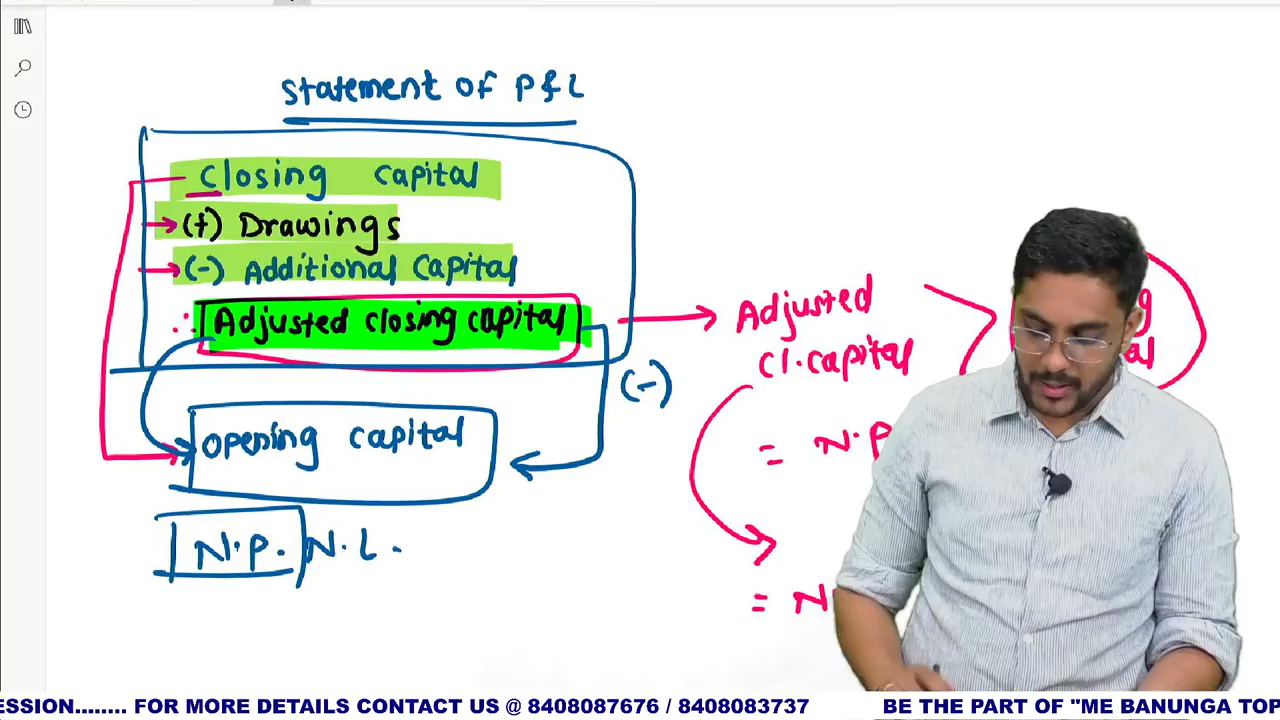 Statement of P & L
Closing Capital
(+) Drawings
(-) Additional Capital
∴ Adjusted closing capital
Adjusted
cl. capital
(-)
opening capital
= N.P.
N.P. N.L.
= N
ESSION........ FOR MORE DETAILS CONTACT US @ 8408087676 / 8408083737 BE THE PART OF "ME BANUNGA TOP